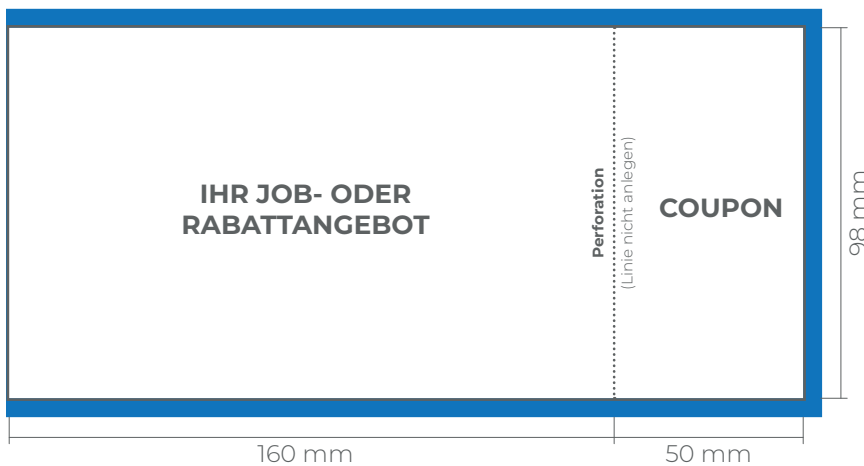 IHR JOB- ODER
RABATTANGEBOT
Perforation
(Linie nicht anlegen)
COUPON
98 mm
160 mm
50 mm